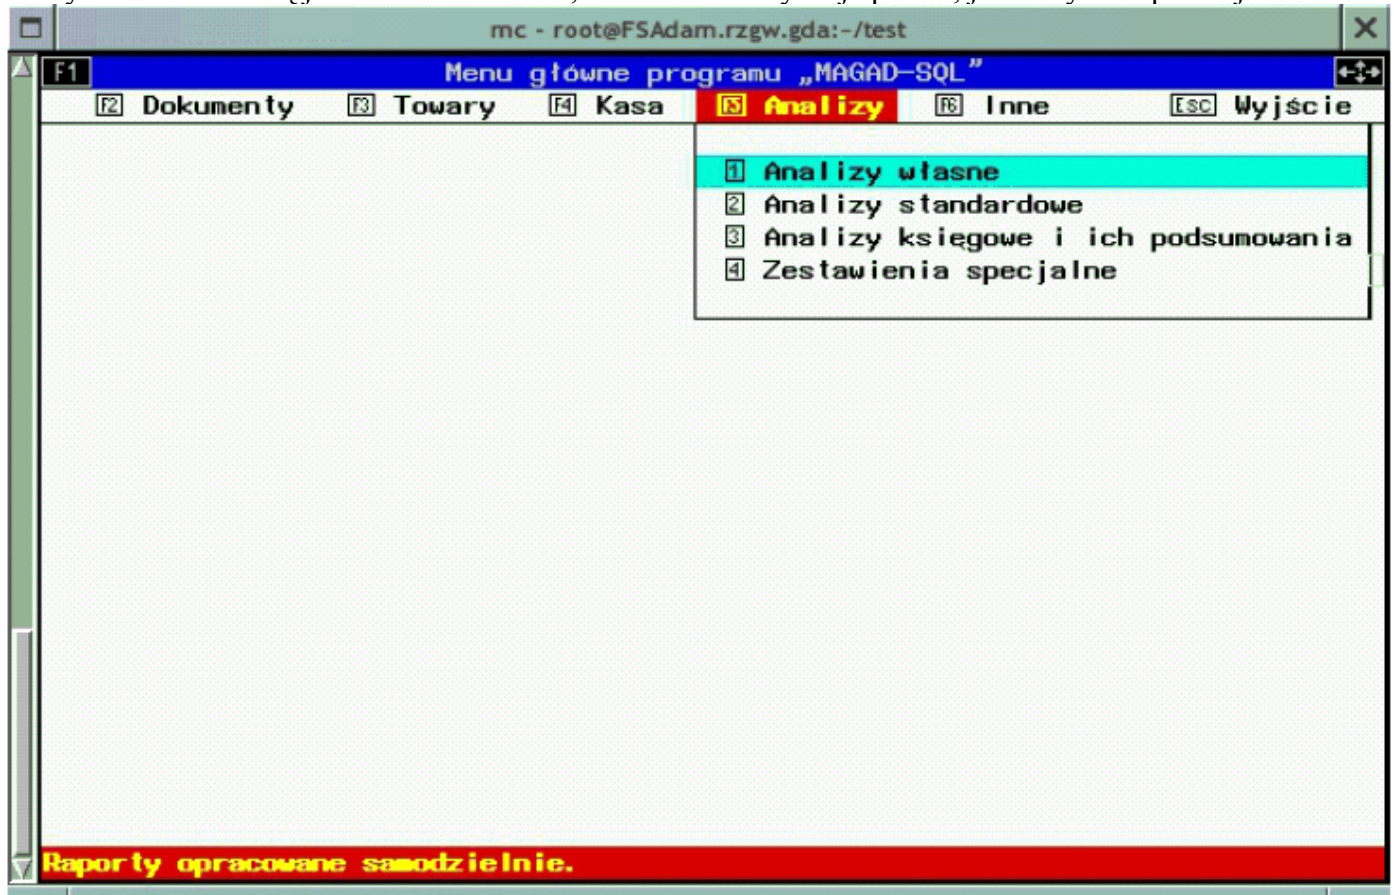 mc - root@FSAdam.rzgw.gda:~/test
F1 Menu główne programu „MAGAD-SQL”
F2 Dokumenty F3 Towary F4 Kasa F5 Analizy F6 Inne ESC Wyjście
1 Analizy własne
2 Analizy standardowe
3 Analizy księgowe i ich podsumowania
4 Zestawienia specjalne
Raporty opracowane samodzielnie.